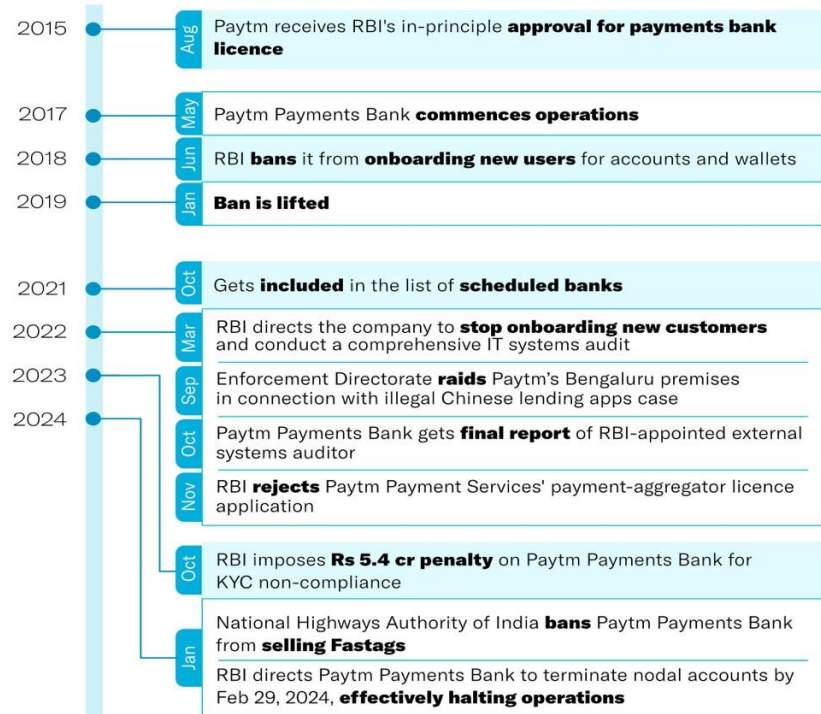 2015
Aug
Paytm receives RBI's in-principle approval for payments bank
licence
2017
May
Paytm Payments Bank commences operations
2018
Jun
RBI bans it from onboarding new users for accounts and wallets
2019
Jan
Ban is lifted
2021
Oct
Gets included in the list of scheduled banks
2022
Mar
RBI directs the company to stop onboarding new customers
and conduct a comprehensive IT systems audit
Sep
Enforcement Directorate raids Paytm's Bengaluru premises
in connection with illegal Chinese lending apps case
Oct
Paytm Payments Bank gets final report of RBI-appointed external
systems auditor
Nov
RBI rejects Paytm Payment Services' payment-aggregator licence
application
2023
Oct
RBI imposes Rs 5.4 cr penalty on Paytm Payments Bank for
KYC non-compliance
2024
Jan
National Highways Authority of India bans Paytm Payments Bank
from selling Fastags
RBI directs Paytm Payments Bank to terminate nodal accounts by
Feb 29, 2024, effectively halting operations